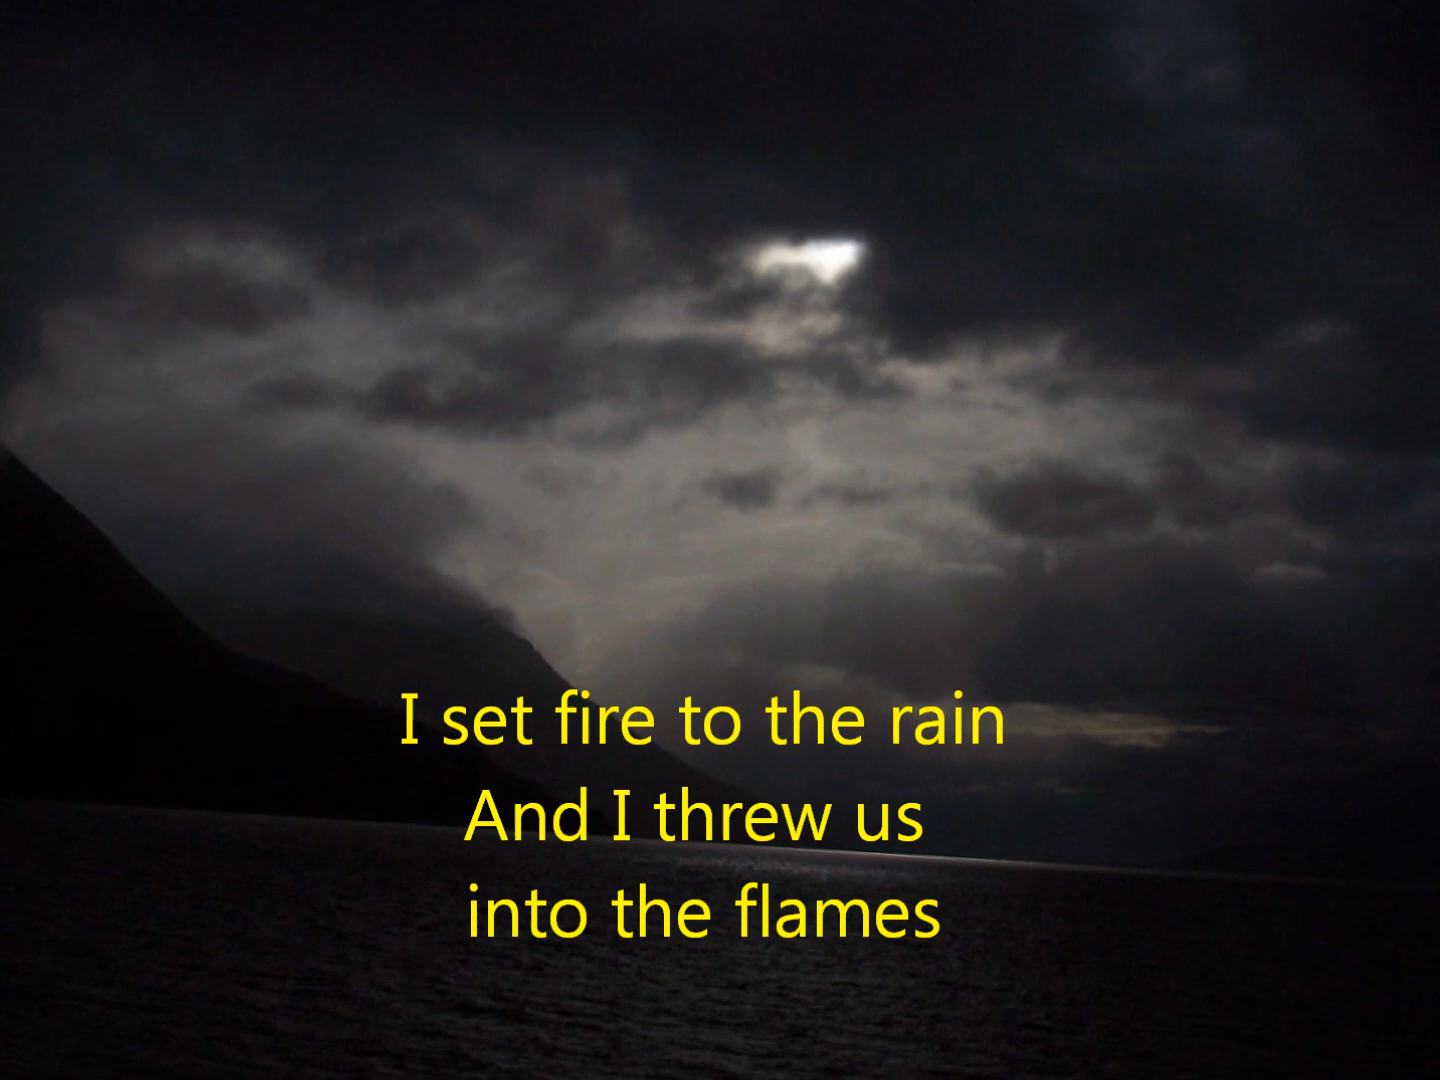 I set fire to the rain
And I threw us
into the flames